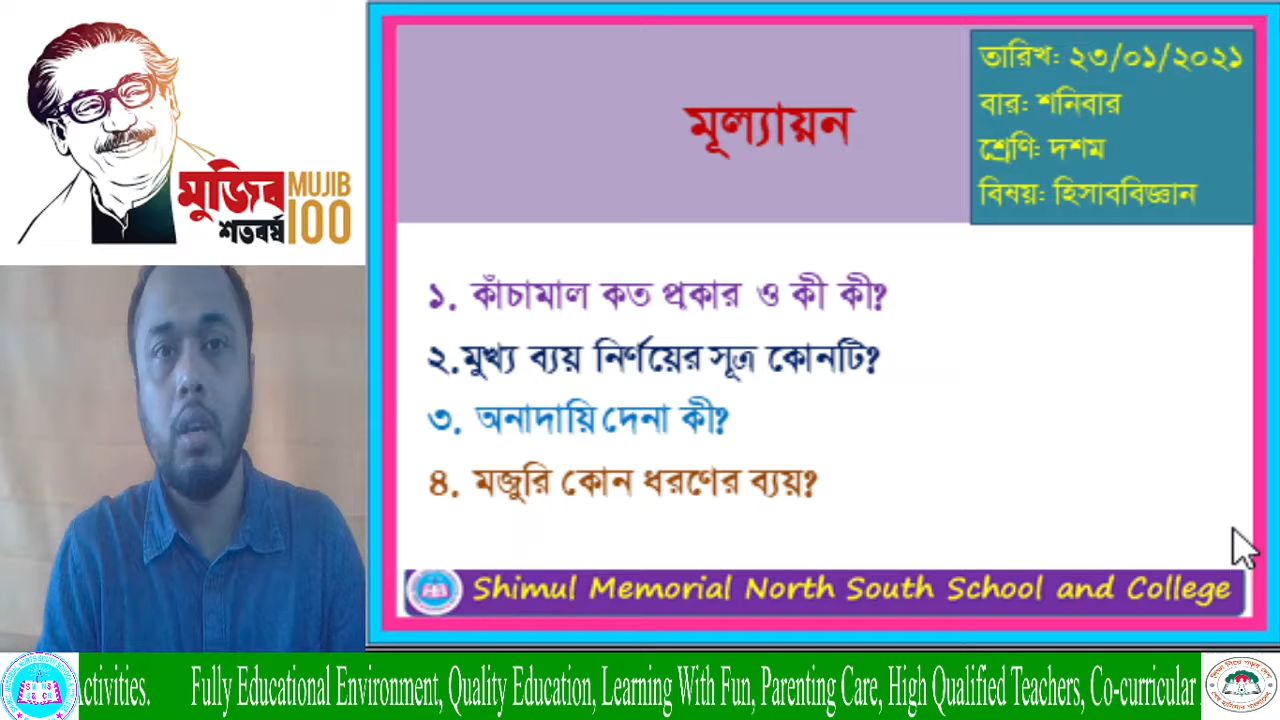 মুজিব
শতবর্ষ
MUJIB
100
মূল্যায়ন
তারিখ: ২৩/০১/২০২১
বার: শনিবার
শ্রেণি: দশম
বিষয়: হিসাববিজ্ঞান
১. কাঁচামাল কত প্রকার ও কী কী?
২.মুখ্য ব্যয় নির্ণয়ের সূত্র কোনটি?
৩. অনাদায়ি দেনা কী?
৪. মজুরি কোন ধরণের ব্যয়?
Shimul Memorial North South School and College
ctivities. Fully Educational Environment, Quality Education, Learning With Fun, Parenting Care, High Qualified Teachers, Co-curricular